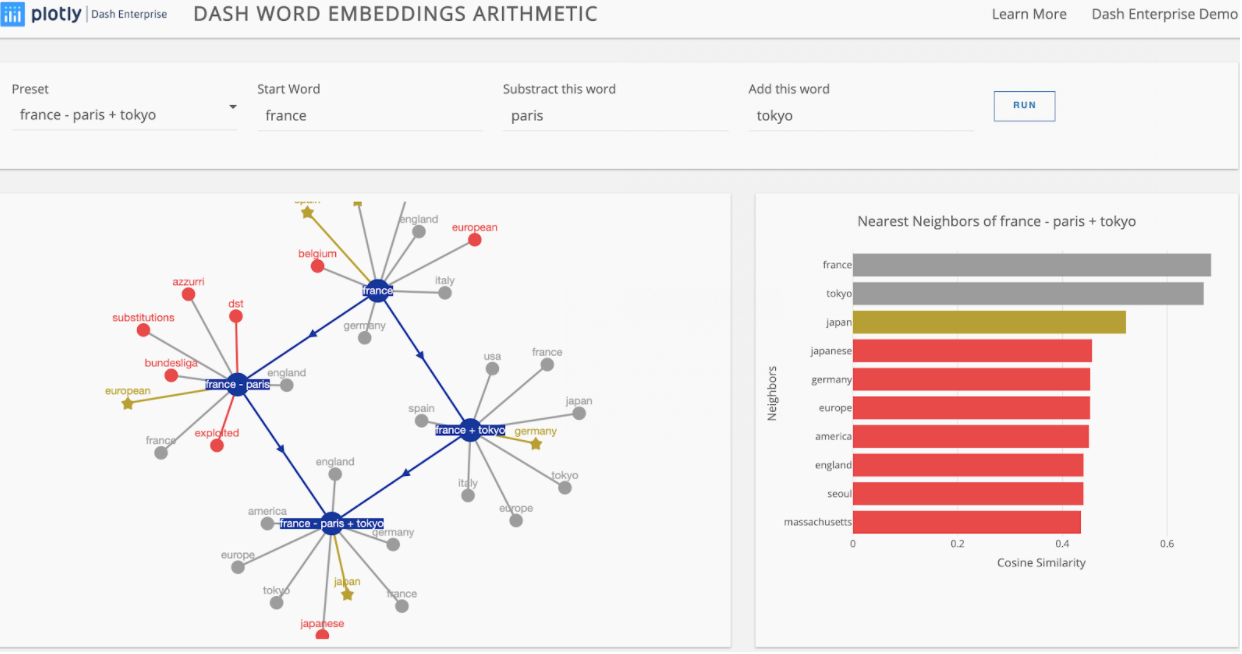 plotly | Dash Enterprise DASH WORD EMBEDDINGS ARITHMETIC Learn More Dash Enterprise Demo
Preset Start Word Substract this word Add this word
france - paris + tokyo france paris tokyo RUN
england
european
belgium
italy
france
germany
azzurri
dst
substitutions
bundesliga
european
france - paris
england
france
exploited
usa
france
spain
japan
france + tokyo
germany
italy
tokyo
europe
england
america
france - paris + tokyo
germany
europe
tokyo
japan
france
japanese
Nearest Neighbors of france - paris + tokyo
Neighbors
france
tokyo
japan
japanese
germany
europe
america
england
seoul
massachusetts
0 0.2 0.4 0.6
Cosine Similarity